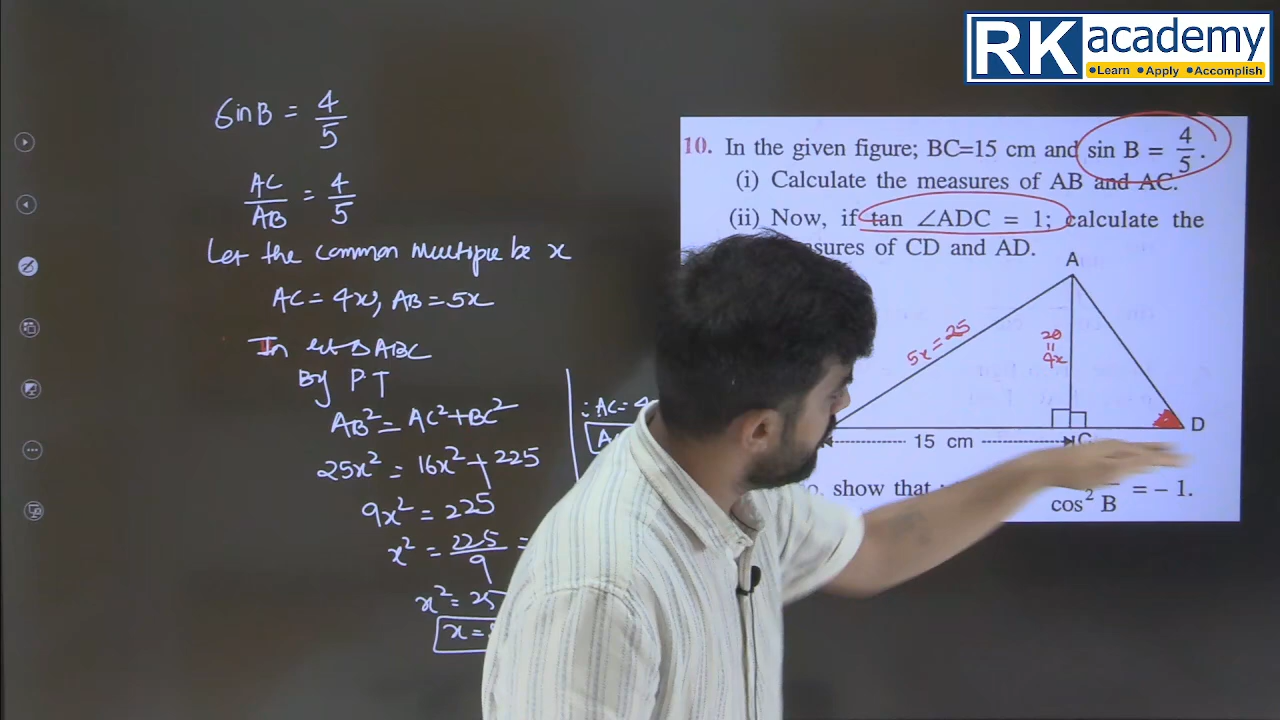 RK academy
•Learn •Apply •Accomplish
sin B = 4/5
AC/AB = 4/5
Let the common multiple be x
AC = 4x, AB = 5x
In rt △ABC
By PT
AB² = AC² + BC²
25x² = 16x² + 225
9x² = 225
x² = 225/9 =
x² = 25
x =
∴ AC = 4
10. In the given figure; BC=15 cm and sin B = 4/5.
(i) Calculate the measures of AB and AC.
(ii) Now, if tan ∠ADC = 1; calculate the
measures of CD and AD.
A
5x = 25
20
=
4x
D
15 cm
C
show that
cos² B = – 1.